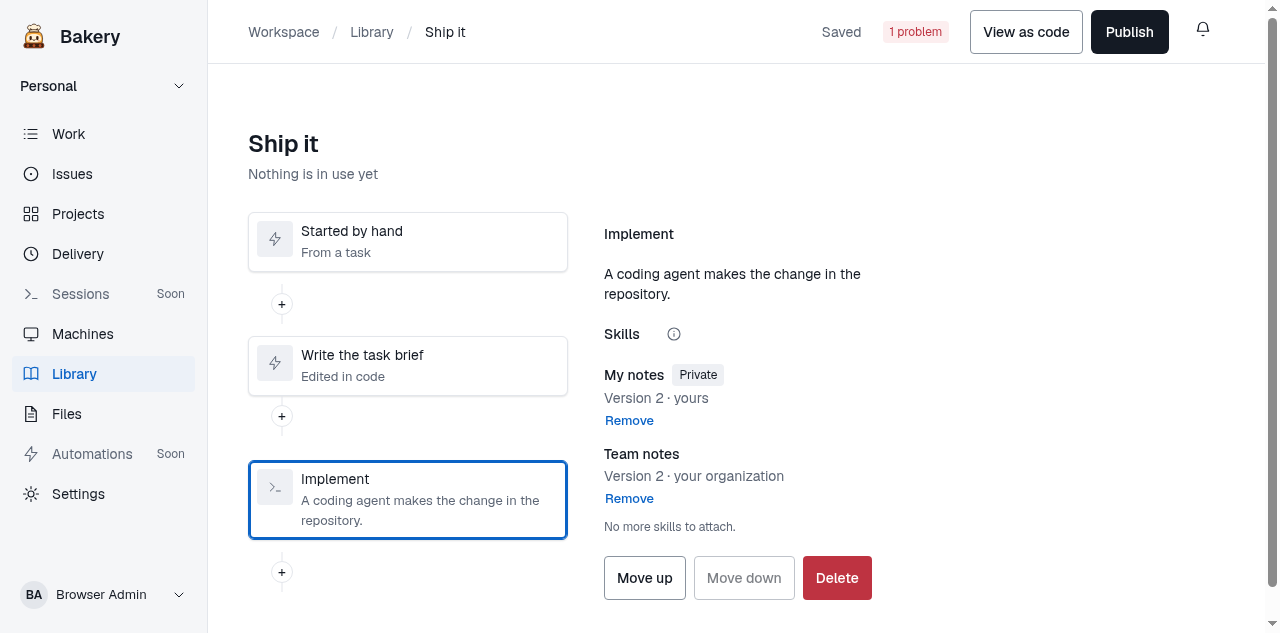 Bakery
Personal
Work
Issues
Projects
Delivery
Sessions Soon
Machines
Library
Files
Automations Soon
Settings
BA Browser Admin
Workspace / Library / Ship it
Saved 1 problem View as code Publish
Ship it
Nothing is in use yet
Started by hand
From a task
+
Write the task brief
Edited in code
+
Implement
A coding agent makes the change in the
repository.
+
Implement
A coding agent makes the change in the
repository.
Skills
My notes Private
Version 2 · yours
Remove
Team notes
Version 2 · your organization
Remove
No more skills to attach.
Move up Move down Delete